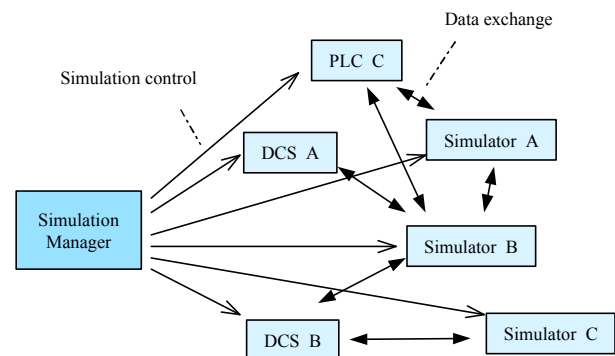 Data exchange
PLC C
Simulation control
Simulator A
DCS A
Simulation
Manager
Simulator B
DCS B
Simulator C